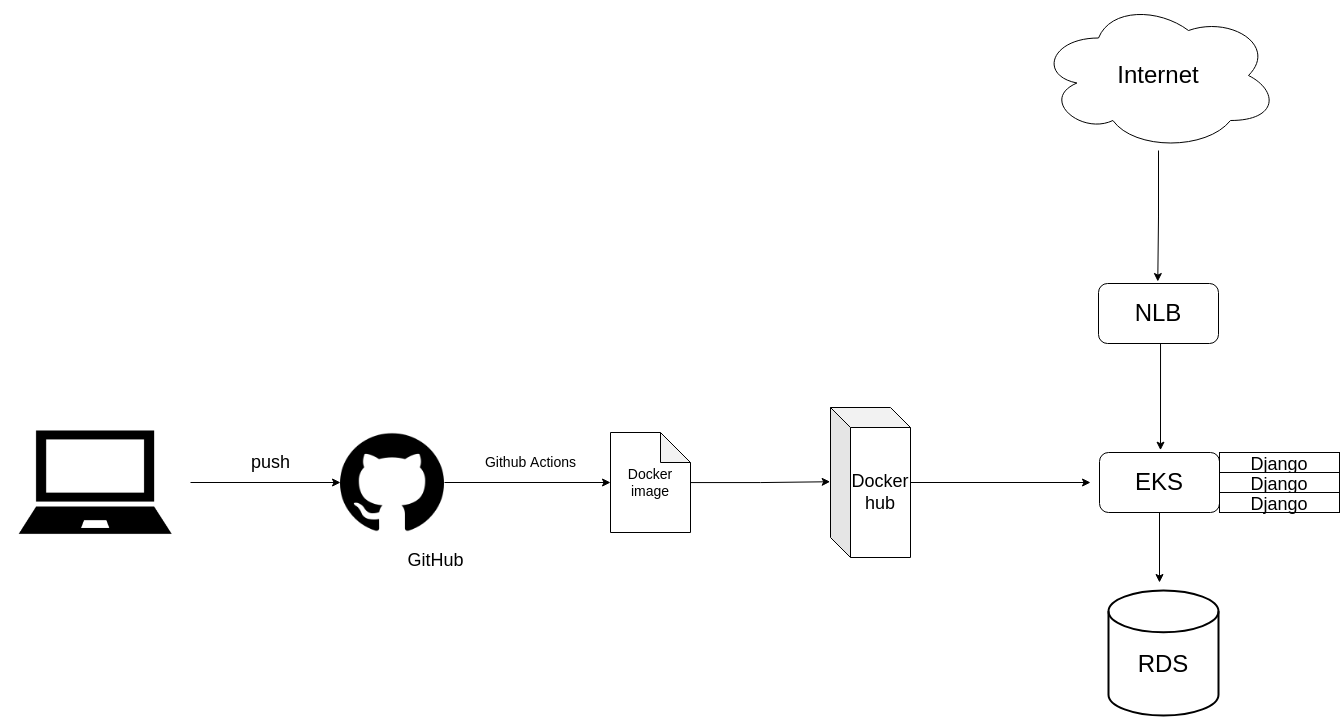 Internet
NLB
push
Github Actions
Docker
image
Docker
hub
EKS
Django
Django
Django
GitHub
RDS